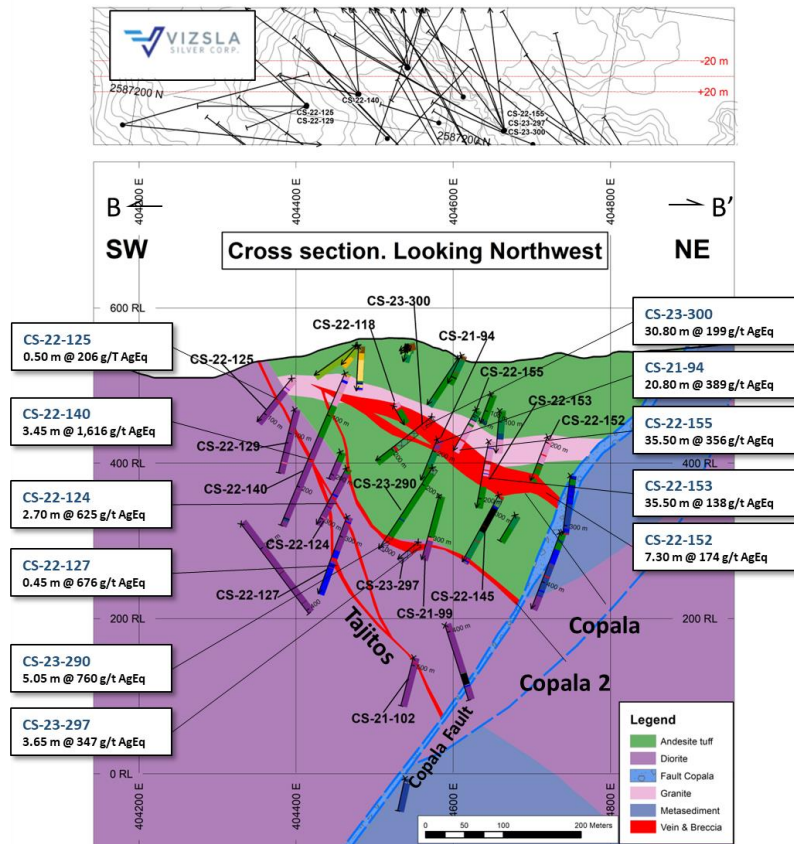 VIZSLA
SILVER CORP.
2587200 N
CS-22-125
CS-22-129
CS-22-140
CS-22-155
CS-23-297
CS-23-300
2587200 N
-20 m
+20 m
404200 E
404400 E
404600 E
404800 E
B
B'
SW
NE
Cross section. Looking Northwest
600 RL
400 RL
400 RL
200 RL
200 RL
0 RL
0 RL
CS-23-300
CS-22-118
CS-21-94
CS-22-125
CS-22-155
CS-22-153
CS-22-152
CS-22-129
CS-22-140
CS-23-290
CS-22-124
CS-22-127
CS-23-297
CS-21-99
CS-22-145
CS-21-102
Tajitos
Copala
Copala 2
Copala Fault
CS-22-125
0.50 m @ 206 g/T AgEq
CS-22-140
3.45 m @ 1,616 g/t AgEq
CS-22-124
2.70 m @ 625 g/t AgEq
CS-22-127
0.45 m @ 676 g/t AgEq
CS-23-290
5.05 m @ 760 g/t AgEq
CS-23-297
3.65 m @ 347 g/t AgEq
CS-23-300
30.80 m @ 199 g/t AgEq
CS-21-94
20.80 m @ 389 g/t AgEq
CS-22-155
35.50 m @ 356 g/t AgEq
CS-22-153
35.50 m @ 138 g/t AgEq
CS-22-152
7.30 m @ 174 g/t AgEq
Legend
Andesite tuff
Diorite
Fault Copala
Granite
Metasediment
Vein & Breccia
0 50 100 200 Meters
404200 E
404400 E
404600 E
404800 E